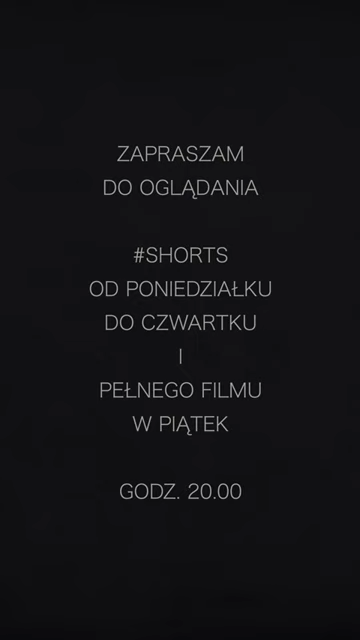 ZAPRASZAM
DO OGLĄDANIA
#SHORTS
OD PONIEDZIAŁKU
DO CZWARTKU
I
PEŁNEGO FILMU
W PIĄTEK
GODZ. 20.00